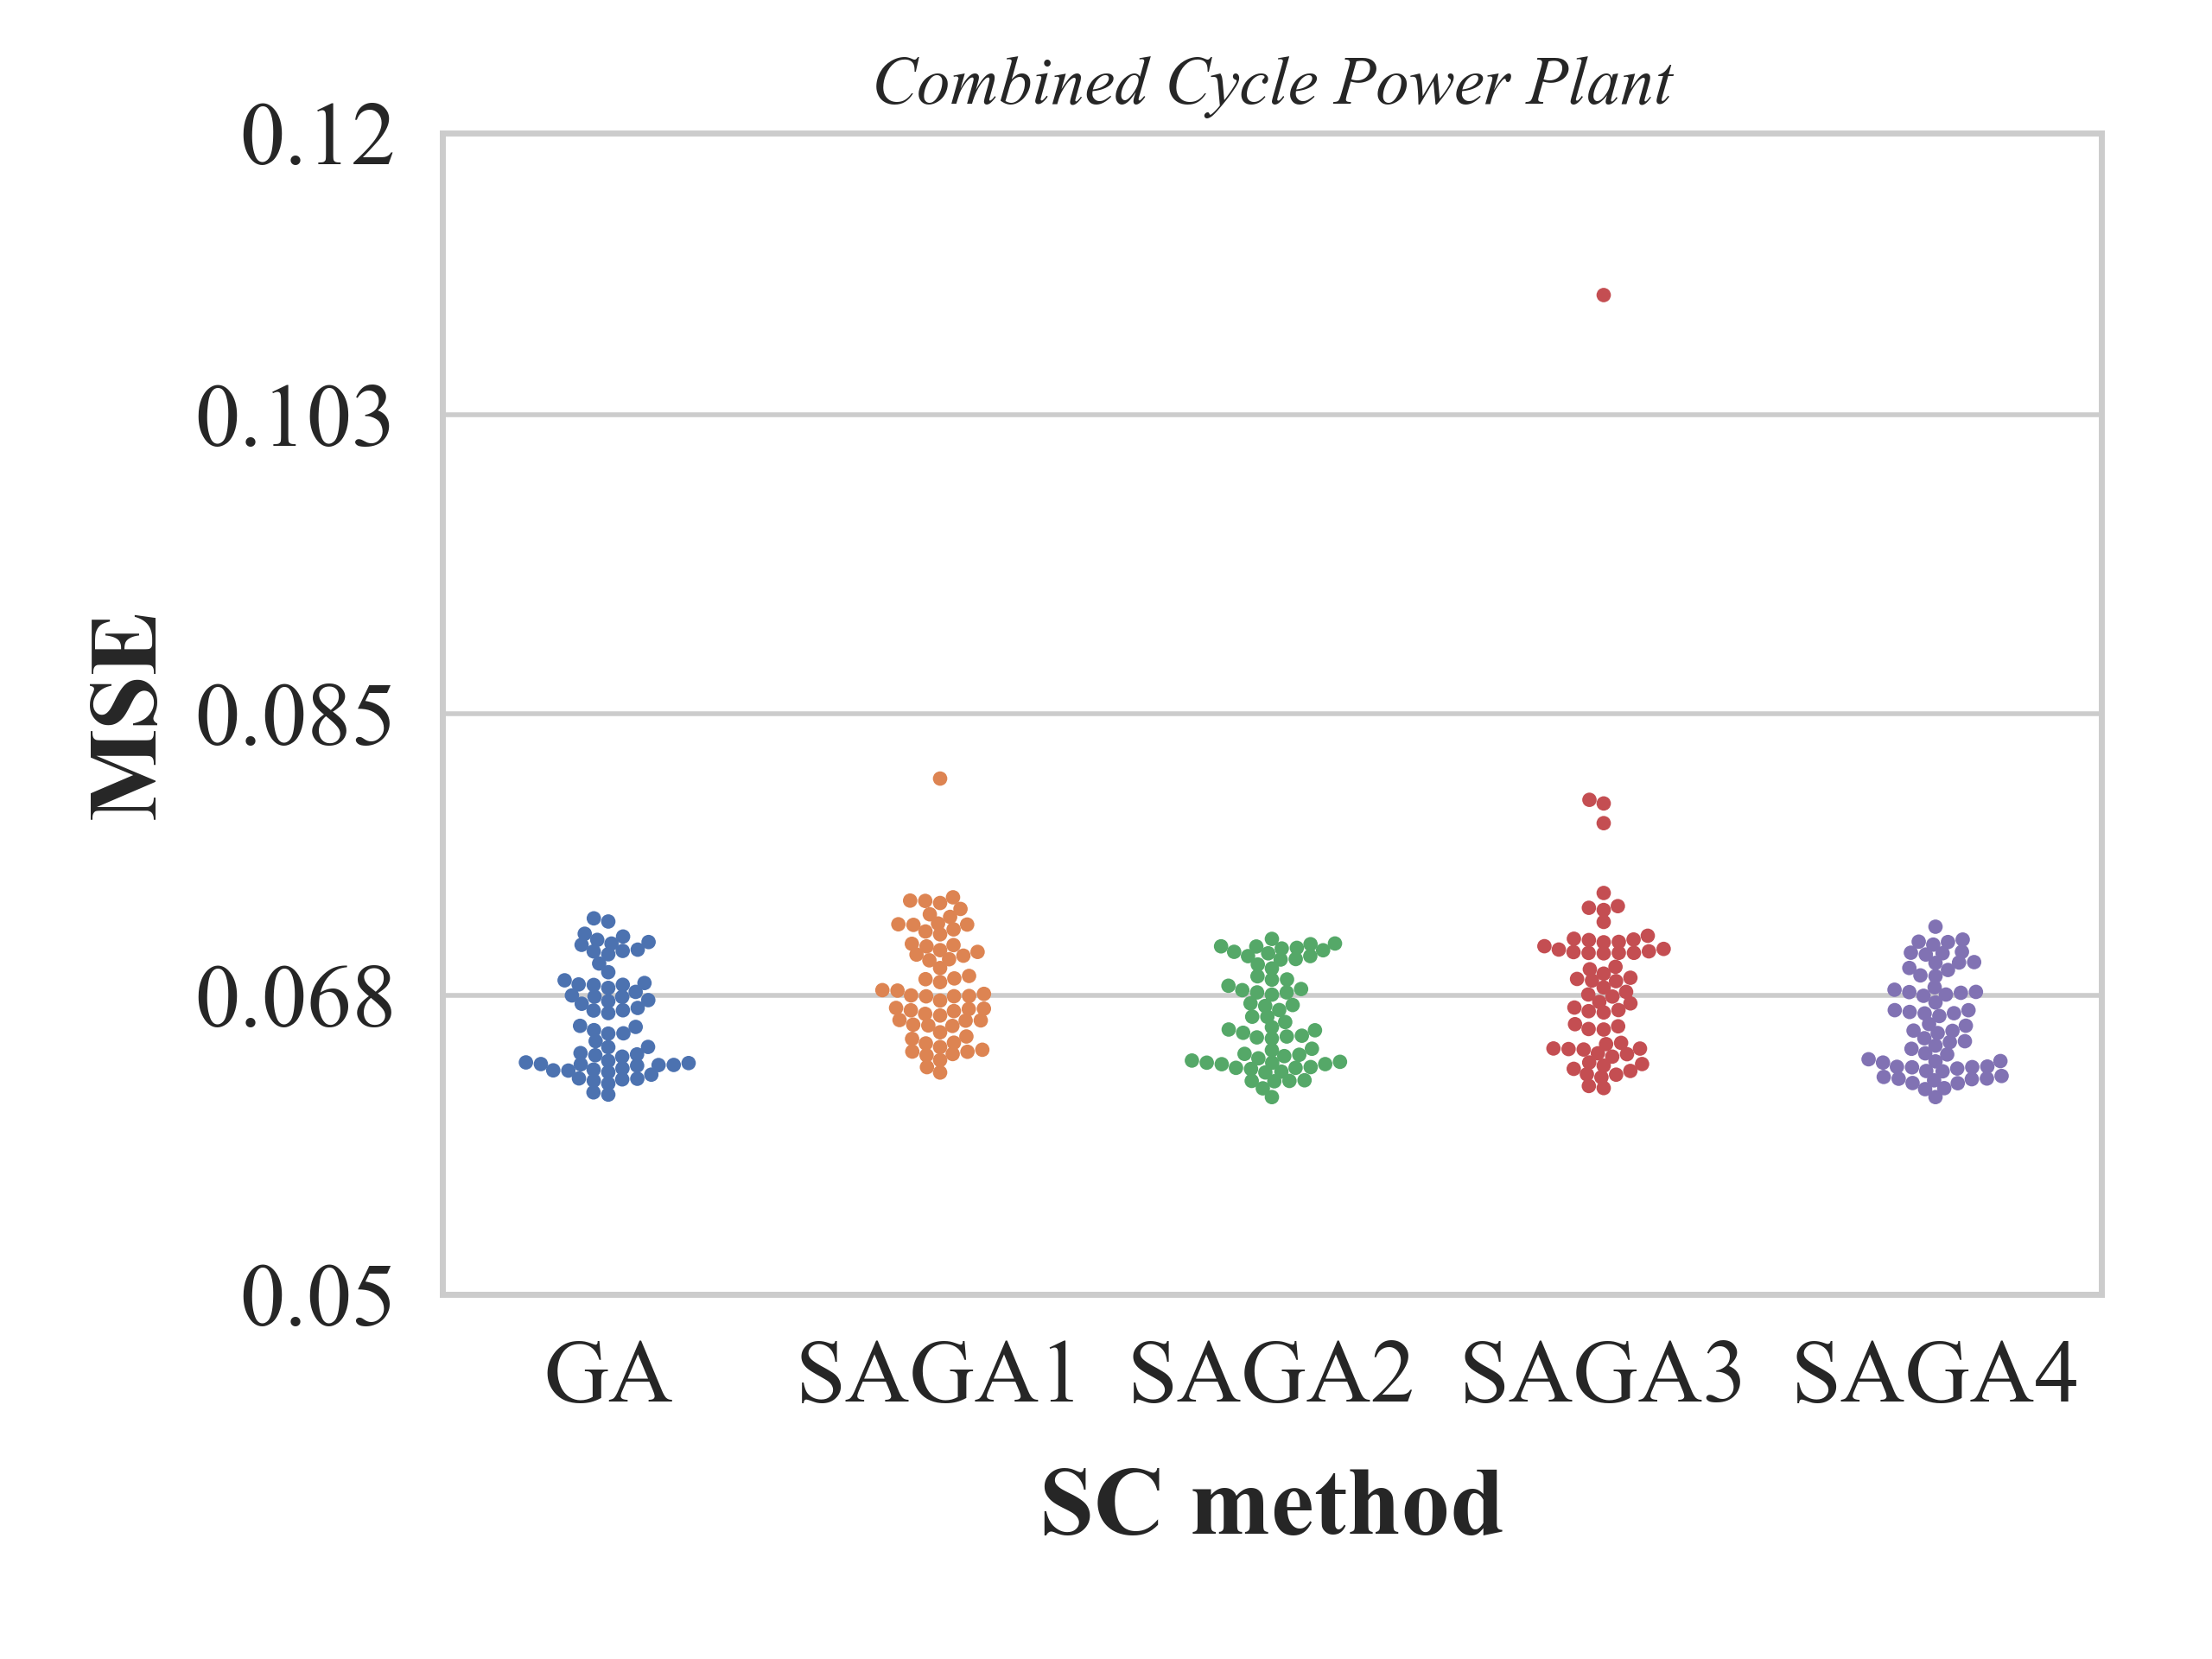 Combined Cycle Power Plant
0.12
0.103
0.085
0.068
0.05
MSE
GA SAGA1 SAGA2 SAGA3 SAGA4
SC method